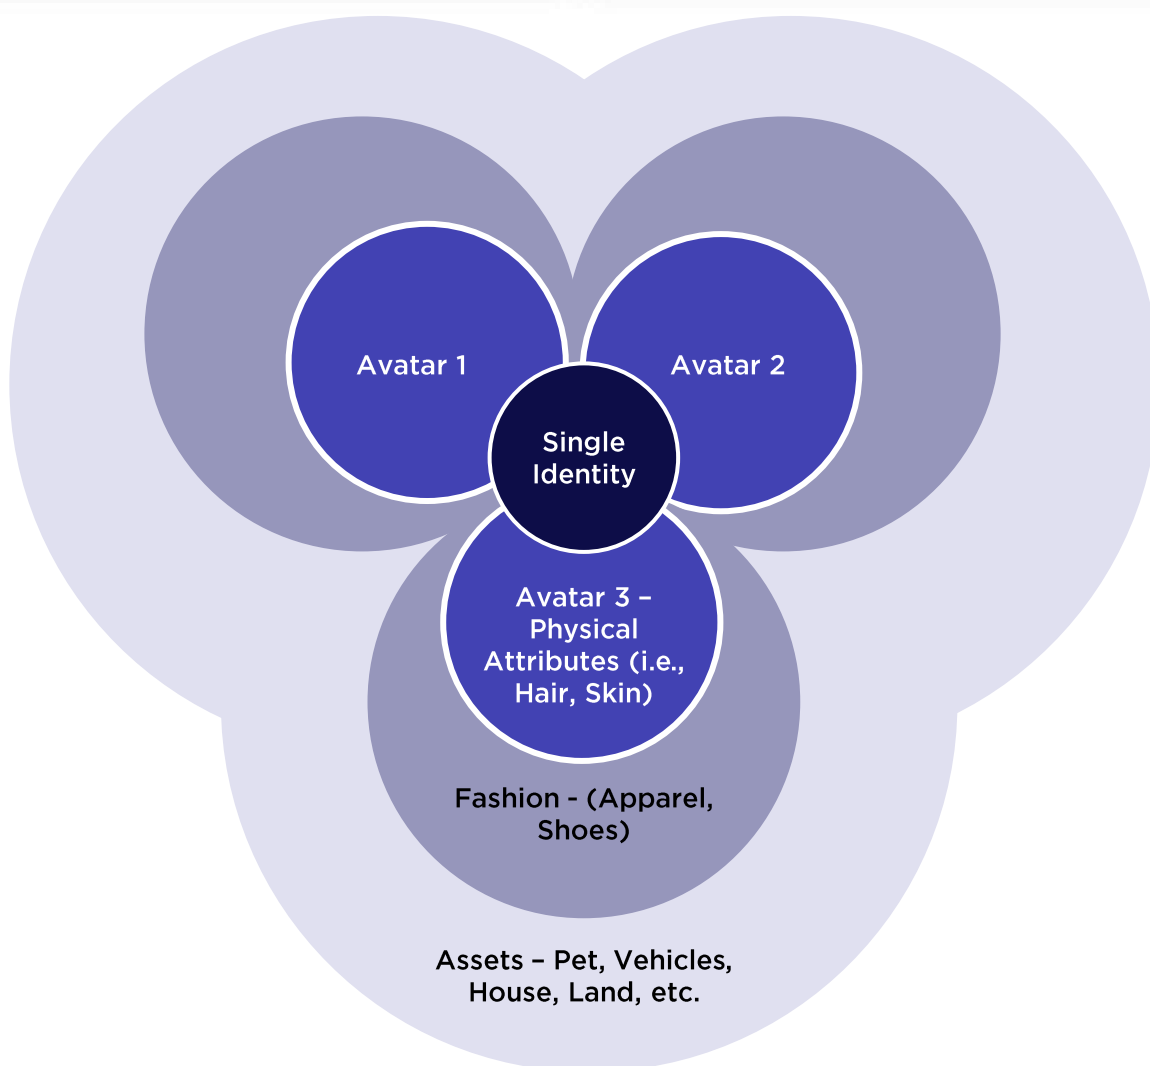 Avatar 1
Avatar 2
Single
Identity
Avatar 3 –
Physical
Attributes (i.e.,
Hair, Skin)
Fashion - (Apparel,
Shoes)
Assets – Pet, Vehicles,
House, Land, etc.